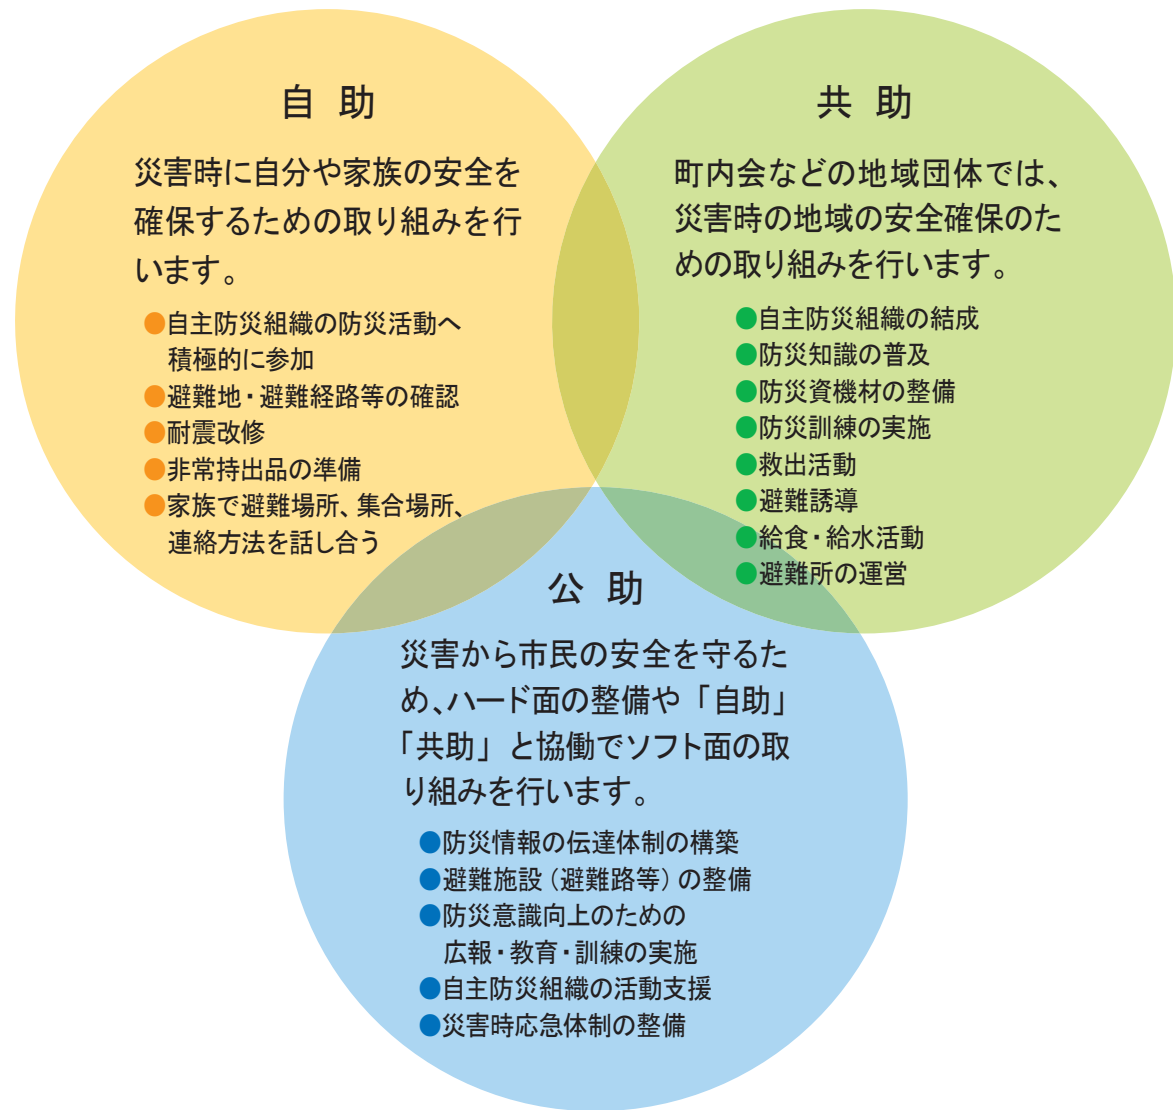 自助
災害時に自分や家族の安全を
確保するための取り組みを行
います。
●自主防災組織の防災活動へ
積極的に参加
●避難地・避難経路等の確認
●耐震改修
●非常持出品の準備
●家族で避難場所、集合場所、
連絡方法を話し合う
共助
町内会などの地域団体では、
災害時の地域の安全確保のた
めの取り組みを行います。
●自主防災組織の結成
●防災知識の普及
●防災資機材の整備
●防災訓練の実施
●救出活動
●避難誘導
●給食・給水活動
●避難所の運営
公助
災害から市民の安全を守るた
め、ハード面の整備や「自助」
「共助」と協働でソフト面の取
り組みを行います。
●防災情報の伝達体制の構築
●避難施設（避難路等）の整備
●防災意識向上のための
広報・教育・訓練の実施
●自主防災組織の活動支援
●災害時応急体制の整備